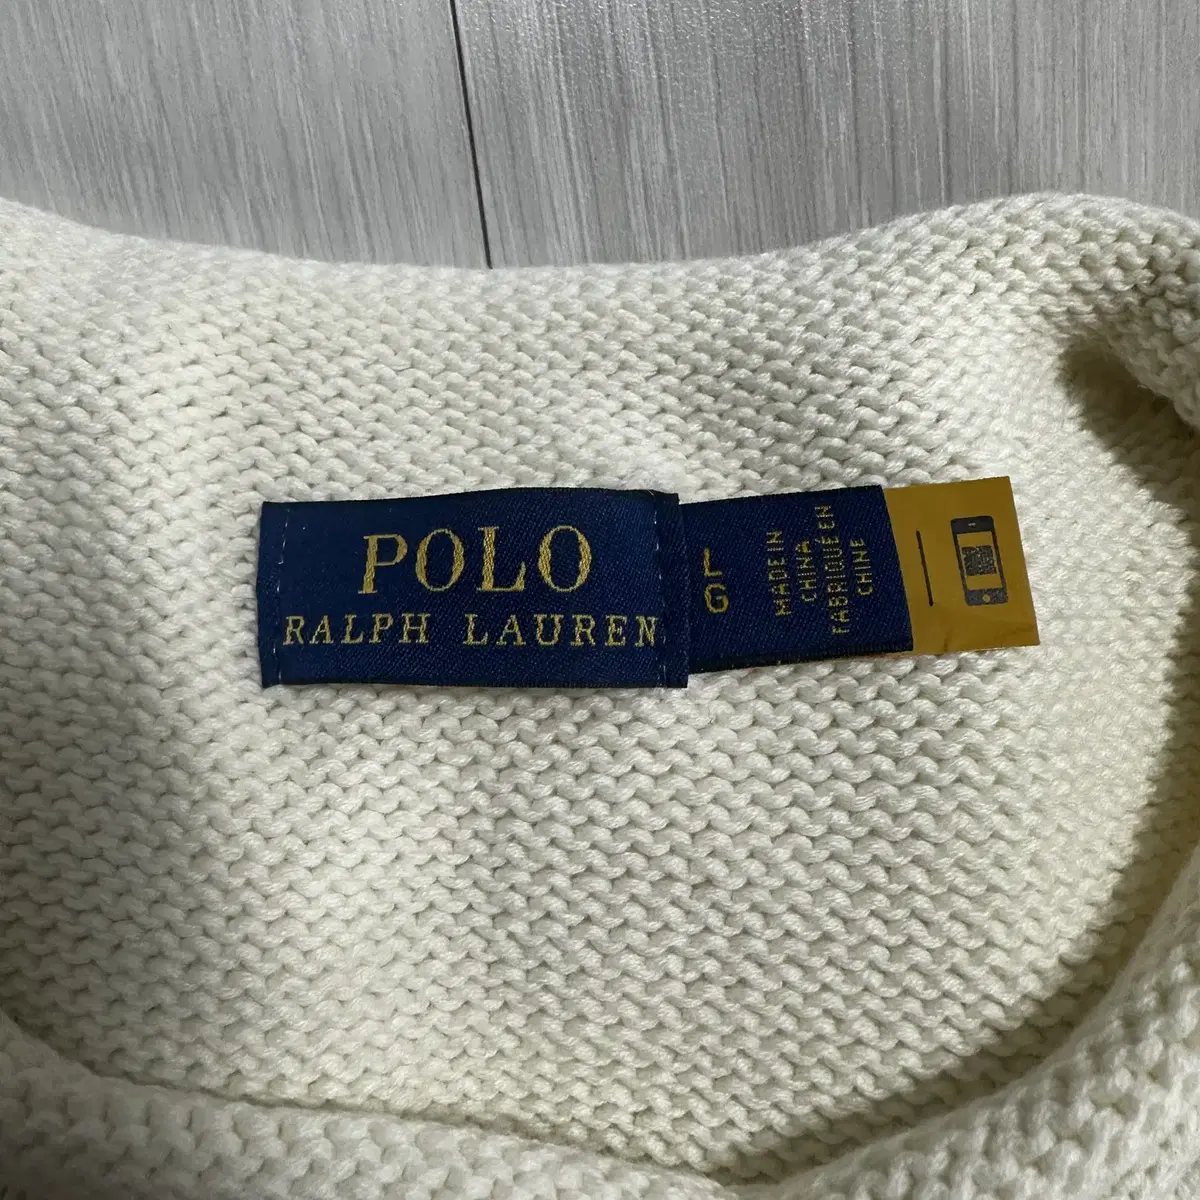 POLO
RALPH LAUREN
L
G
MADE IN
CHINA
FABRIQUÉ EN
CHINE